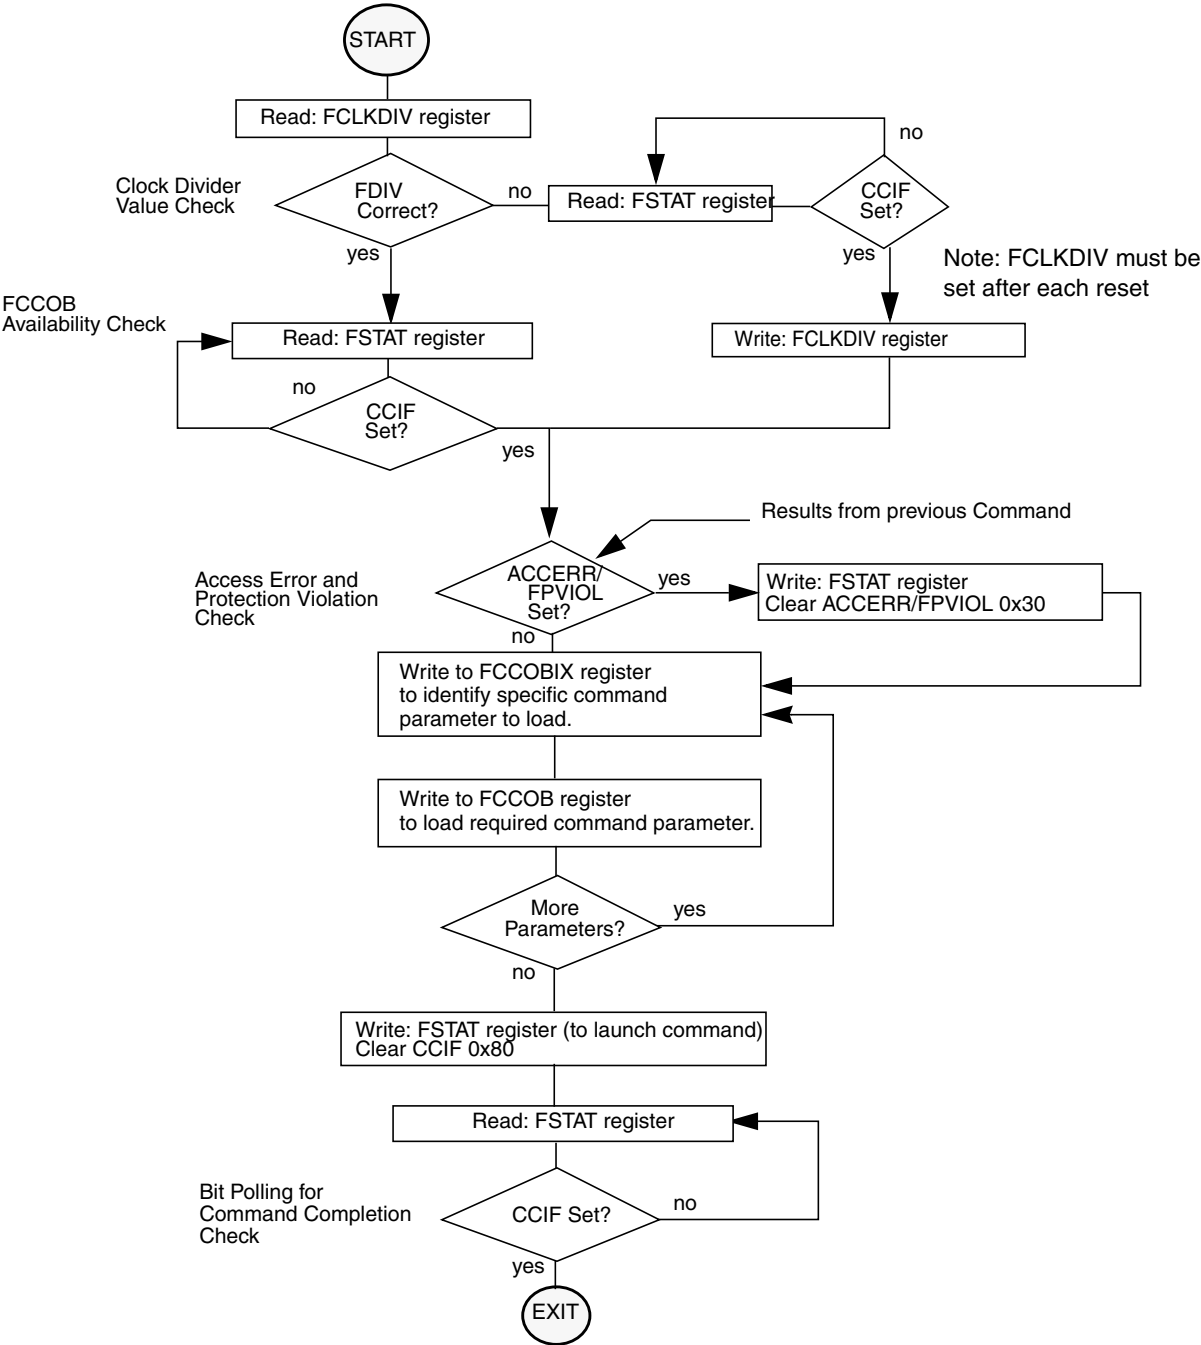 START
Read: FCLKDIV register
Clock Divider
Value Check
FDIV
Correct?
no
Read: FSTAT register
CCIF
Set?
no
yes
yes
Note: FCLKDIV must be
set after each reset
FCCOB
Availability Check
Read: FSTAT register
Write: FCLKDIV register
no
CCIF
Set?
yes
Results from previous Command
Access Error and
Protection Violation
Check
ACCERR/
FPVIOL
Set?
yes
Write: FSTAT register
Clear ACCERR/FPVIOL 0x30
no
Write to FCCOBIX register
to identify specific command
parameter to load.
Write to FCCOB register
to load required command parameter.
More
Parameters?
yes
no
Write: FSTAT register (to launch command)
Clear CCIF 0x80
Read: FSTAT register
Bit Polling for
Command Completion
Check
CCIF Set?
no
yes
EXIT